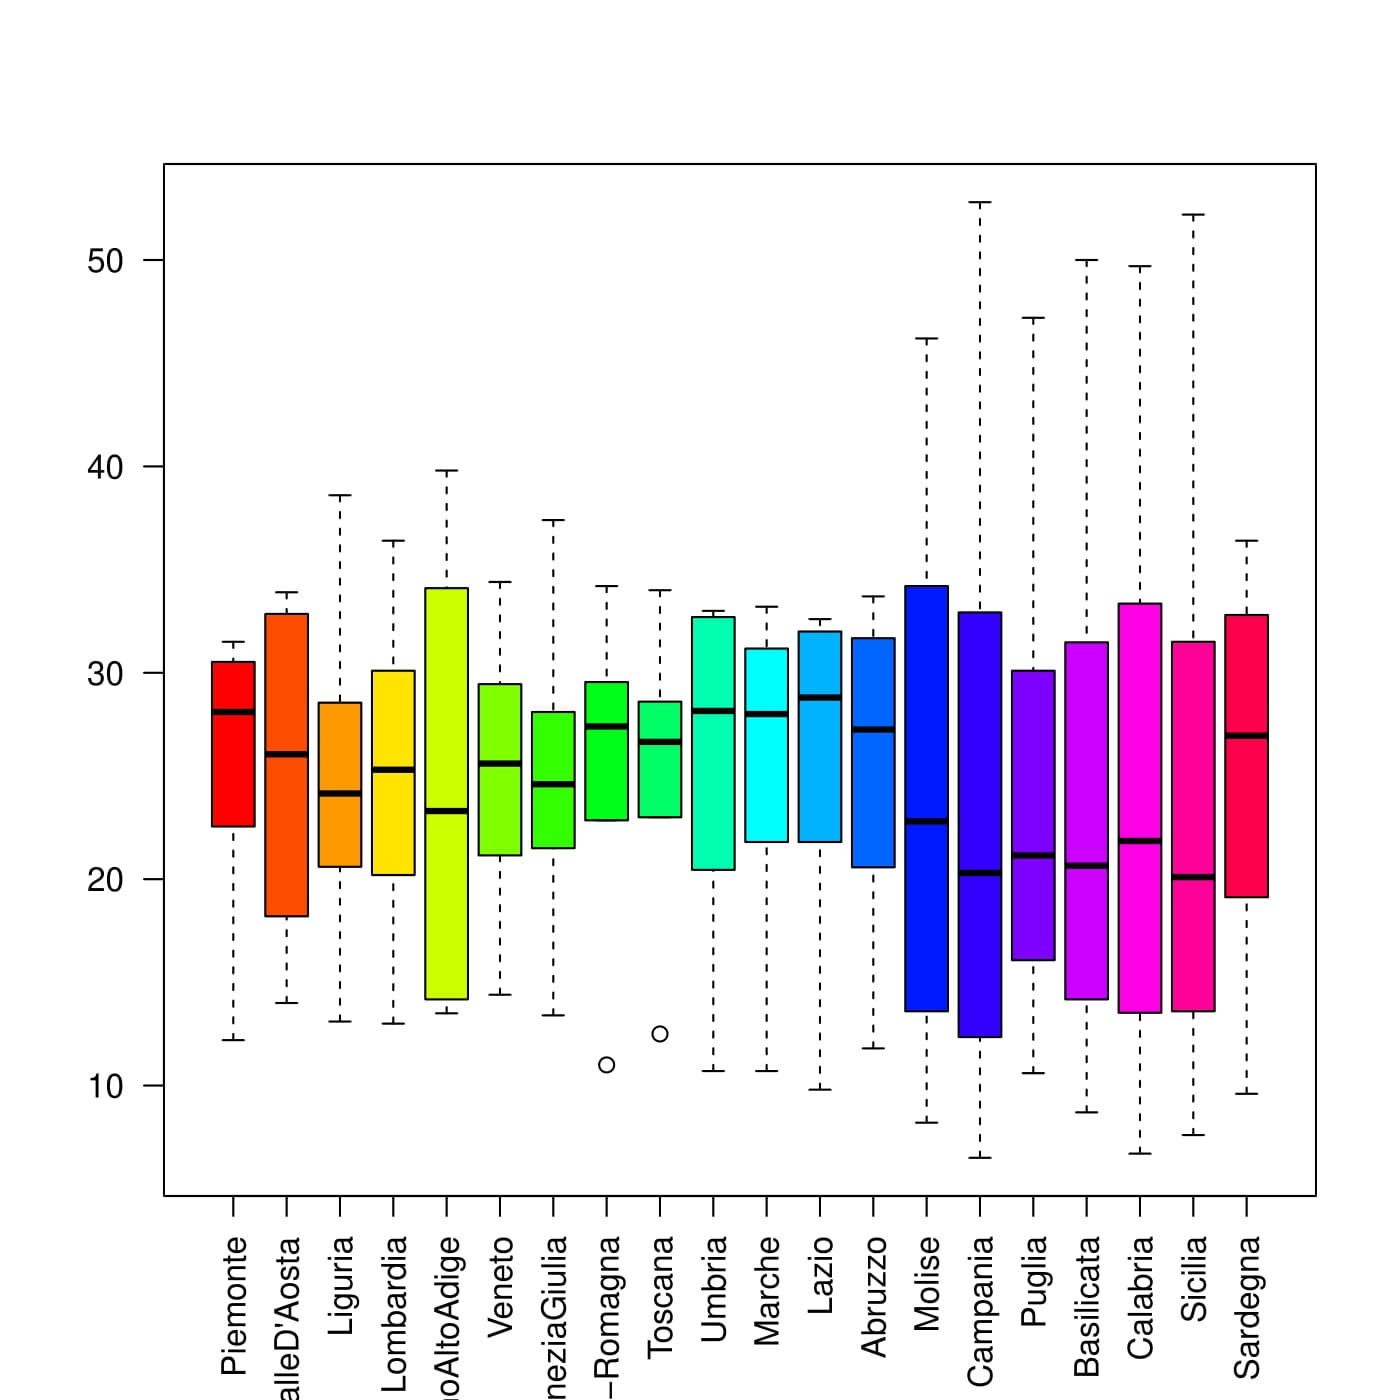 50
40
30
20
10
Piemonte
alleD'Aosta
Liguria
Lombardia
noAltoAdige
Veneto
neziaGiulia
−Romagna
Toscana
Umbria
Marche
Lazio
Abruzzo
Molise
Campania
Puglia
Basilicata
Calabria
Sicilia
Sardegna